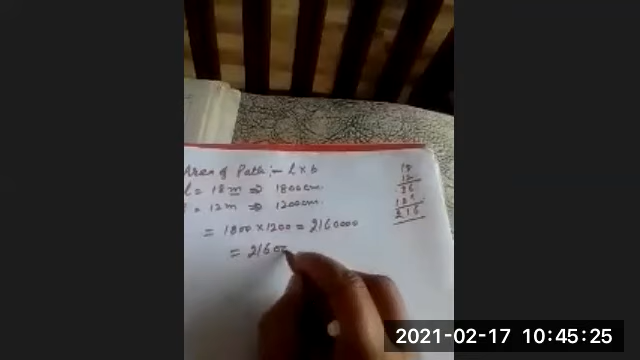 Area of Path :- l × b
l = 18m ⇒ 1800cm
= 12m ⇒ 1200cm
= 1800 × 1200 = 2160000
= 21600
18
12
36
18×
216
2021-02-17 10:45:25